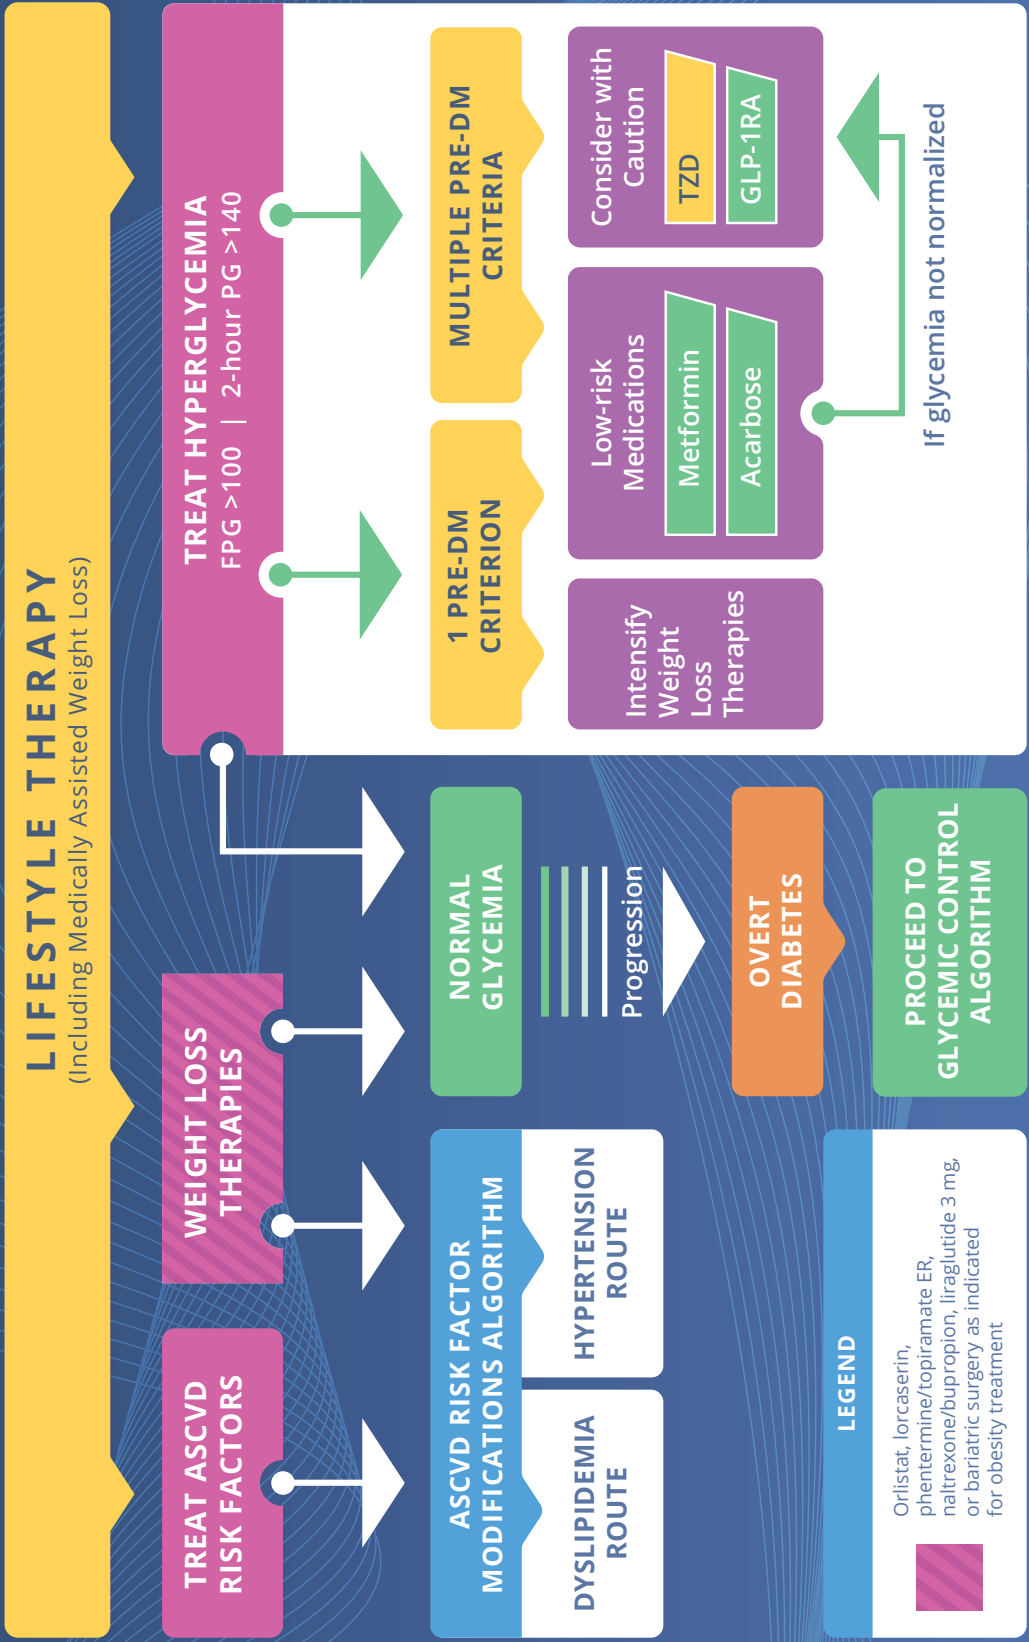 LIFESTYLE THERAPY
(Including Medically Assisted Weight Loss)
TREAT ASCVD
RISK FACTORS
WEIGHT LOSS
THERAPIES
TREAT HYPERGLYCEMIA
FPG >100 | 2-hour PG >140
ASCVD RISK FACTOR
MODIFICATIONS ALGORITHM
DYSLIPIDEMIA
ROUTE
HYPERTENSION
ROUTE
NORMAL
GLYCEMIA
Progression
OVERT
DIABETES
PROCEED TO
GLYCEMIC CONTROL
ALGORITHM
1 PRE-DM
CRITERION
MULTIPLE PRE-DM
CRITERIA
Intensify
Weight
Loss
Therapies
Low-risk
Medications
Metformin
Acarbose
Consider with
Caution
TZD
GLP-1RA
If glycemia not normalized
LEGEND
Orlistat, lorcaserin,
phentermine/topiramate ER,
naltrexone/bupropion, liraglutide 3 mg,
or bariatric surgery as indicated
for obesity treatment